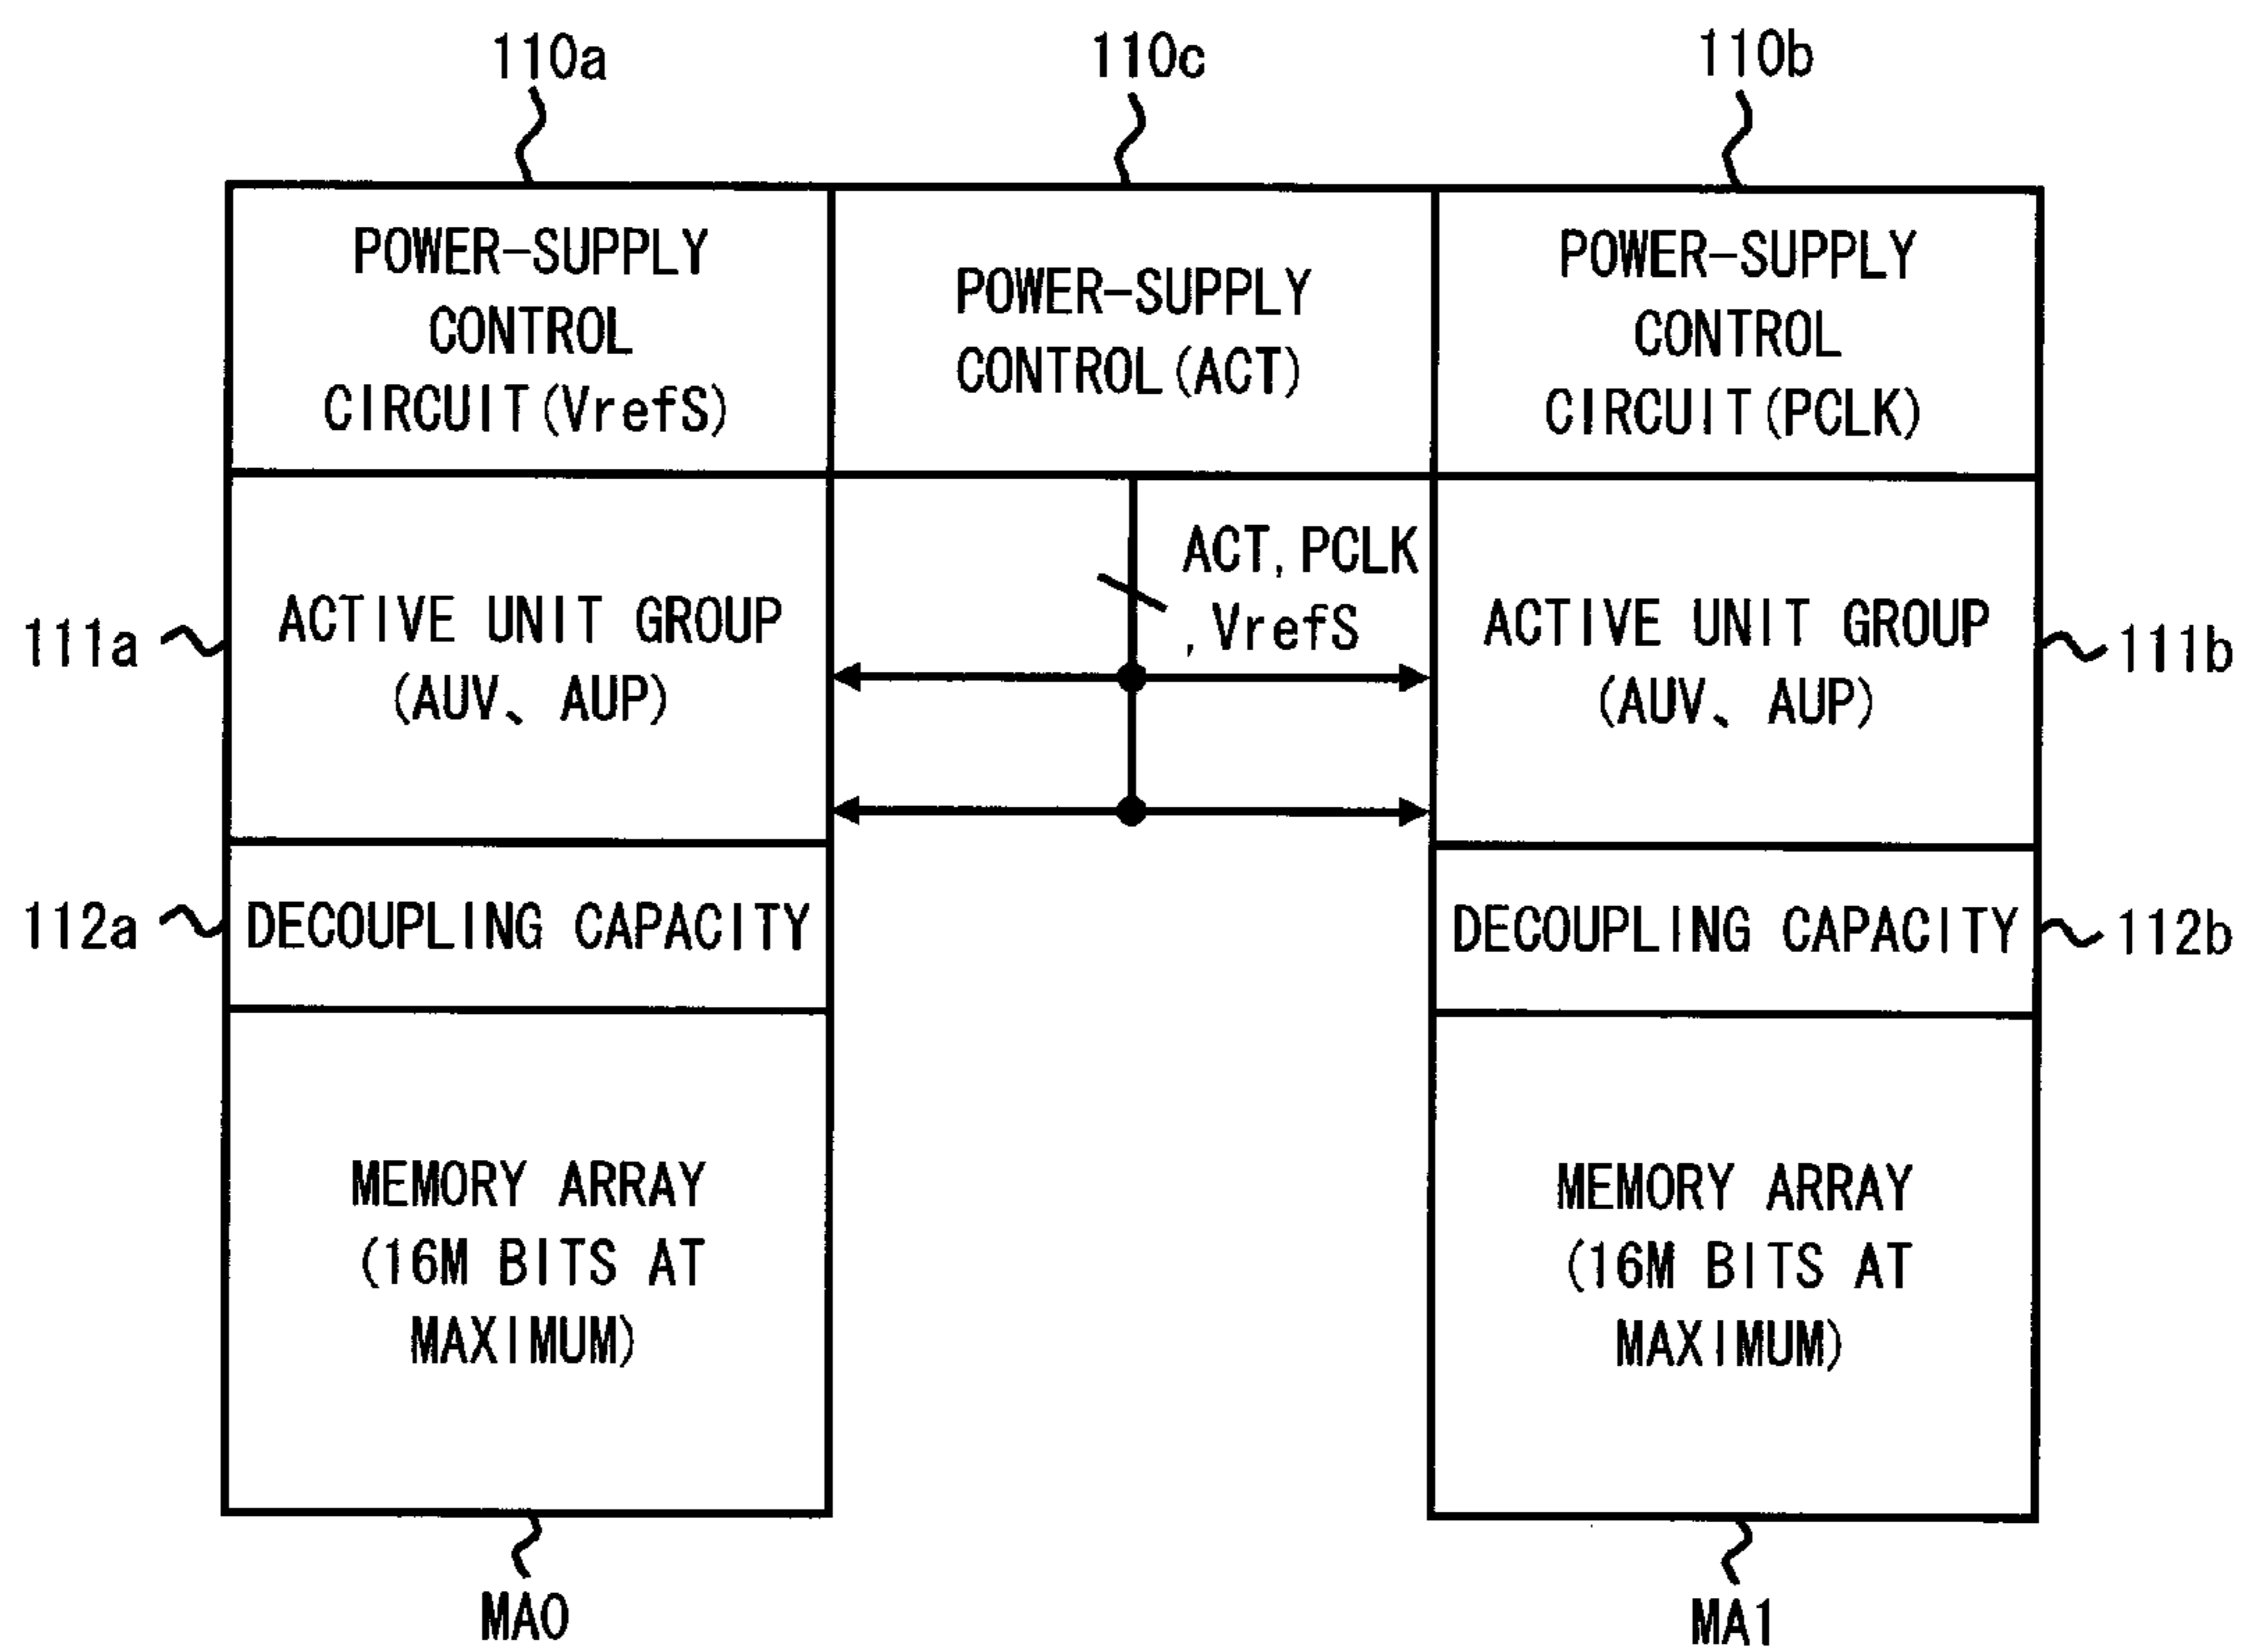 110a
110c
110b
POWER-SUPPLY
CONTROL
CIRCUIT(VrefS)
POWER-SUPPLY
CONTROL(ACT)
POWER-SUPPLY
CONTROL
CIRCUIT(PCLK)
ACT,PCLK
,VrefS
111a
ACTIVE UNIT GROUP
(AUV、AUP)
ACTIVE UNIT GROUP
(AUV、AUP)
111b
112a
DECOUPLING CAPACITY
DECOUPLING CAPACITY
112b
MEMORY ARRAY
(16M BITS AT
MAXIMUM)
MEMORY ARRAY
(16M BITS AT
MAXIMUM)
MA0
MA1